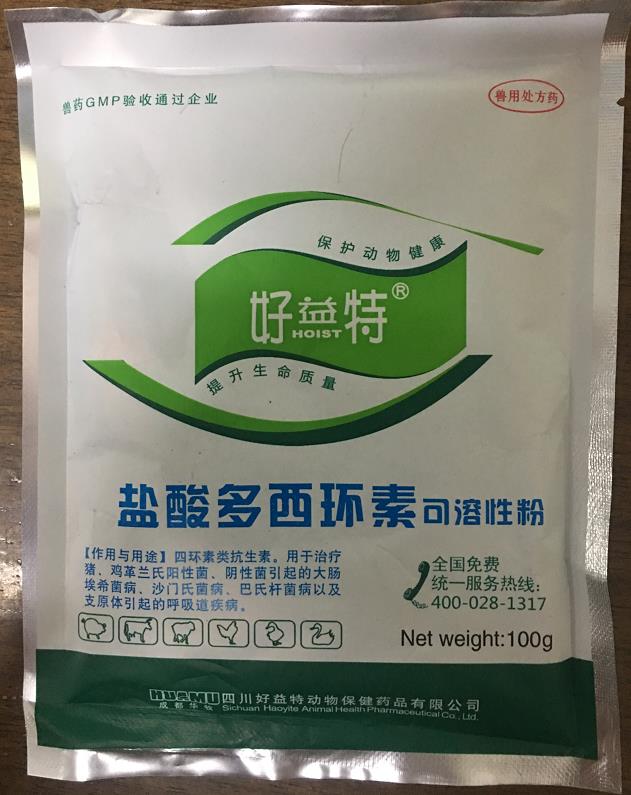 兽药GMP验收通过企业
兽用处方药
保护动物健康
好益特®
HOIST
提升生命质量
盐酸多西环素可溶性粉
【作用与用途】四环素类抗生素。用于治疗
猪、鸡革兰氏阳性菌、阴性菌引起的大肠
埃希菌病、沙门氏菌病、巴氏杆菌病以及
支原体引起的呼吸道疾病。
全国免费
统一服务热线:
400-028-1317
Net weight:100g
HUAMU
成都华牧
四川好益特动物保健药品有限公司
Sichuan Haoyite Animal Health Pharmaceutical Co., Ltd.